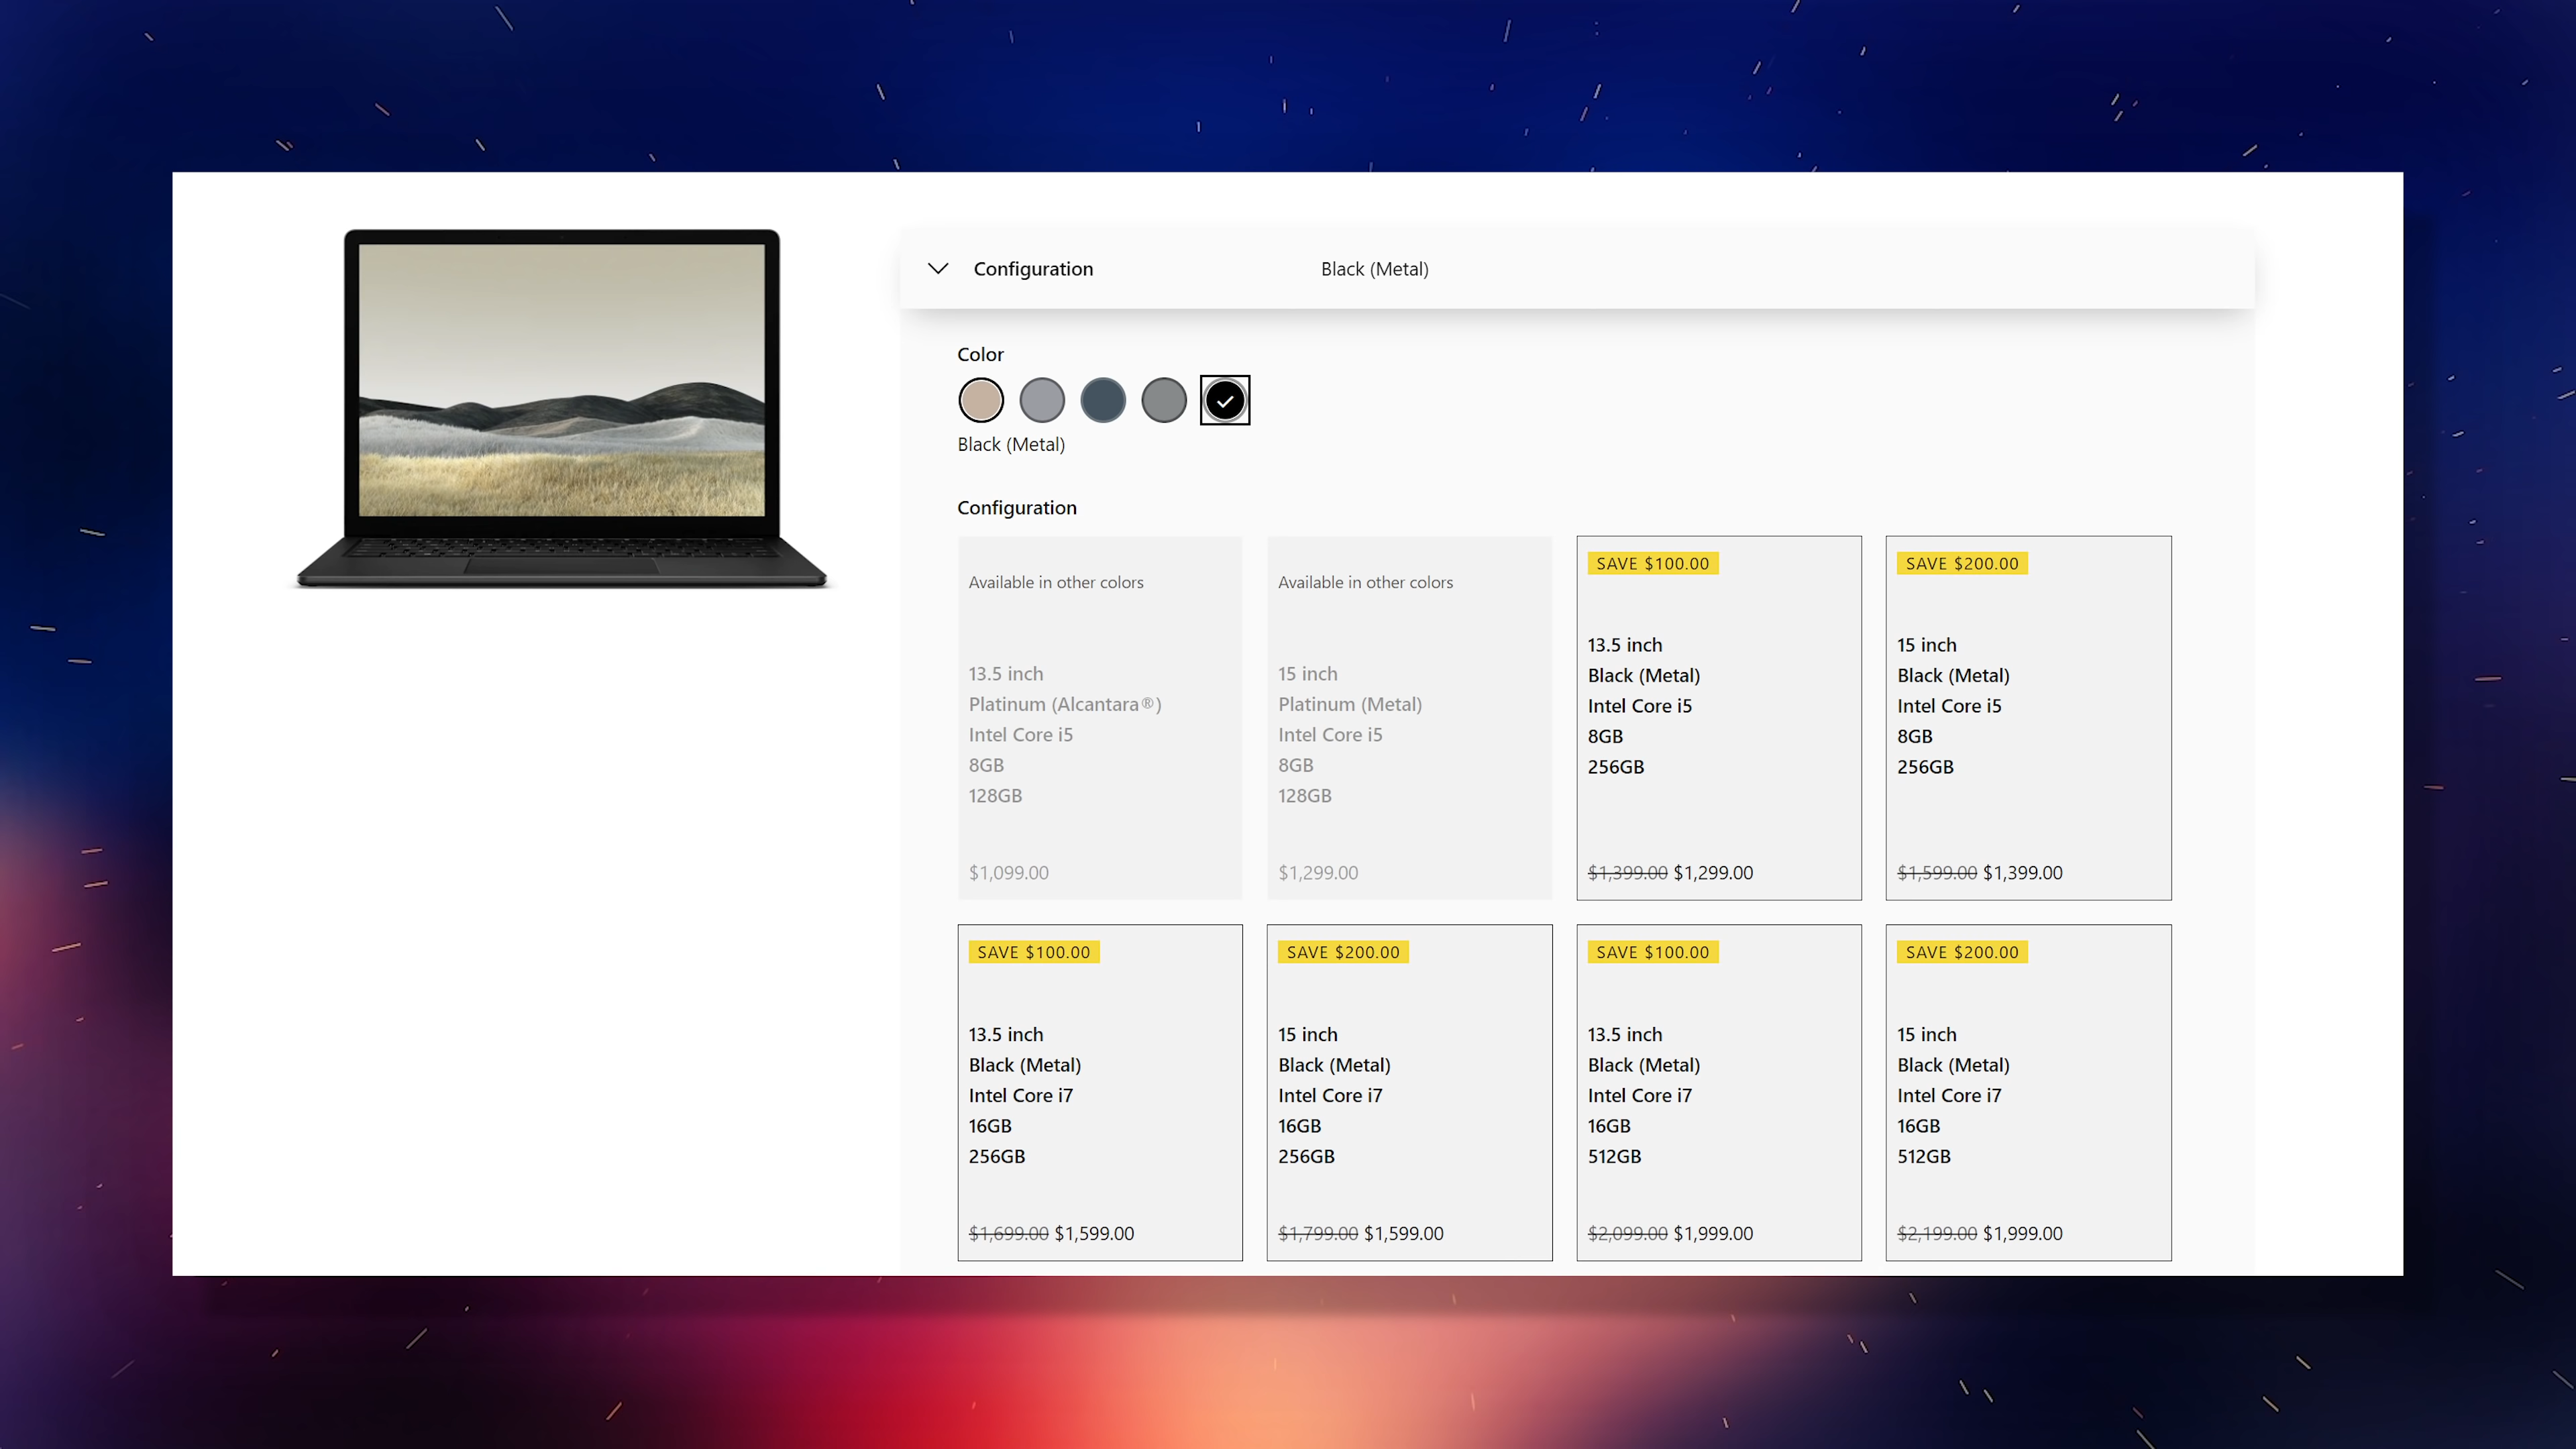 Configuration
Black (Metal)
Color
Black (Metal)
Configuration
Available in other colors
13.5 inch
Platinum (Alcantara®)
Intel Core i5
8GB
128GB
$1,099.00
Available in other colors
15 inch
Platinum (Metal)
Intel Core i5
8GB
128GB
$1,299.00
SAVE $100.00
13.5 inch
Black (Metal)
Intel Core i5
8GB
256GB
$1,399.00 $1,299.00
SAVE $200.00
15 inch
Black (Metal)
Intel Core i5
8GB
256GB
$1,599.00 $1,399.00
SAVE $100.00
13.5 inch
Black (Metal)
Intel Core i7
16GB
256GB
$1,699.00 $1,599.00
SAVE $200.00
15 inch
Black (Metal)
Intel Core i7
16GB
256GB
$1,799.00 $1,599.00
SAVE $100.00
13.5 inch
Black (Metal)
Intel Core i7
16GB
512GB
$2,099.00 $1,999.00
SAVE $200.00
15 inch
Black (Metal)
Intel Core i7
16GB
512GB
$2,199.00 $1,999.00